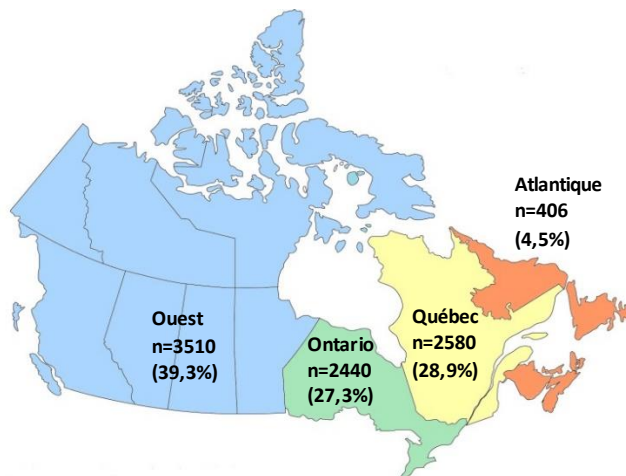 Atlantique
n=406
(4,5%)
Ouest
n=3510
(39,3%)
Ontario
n=2440
(27,3%)
Québec
n=2580
(28,9%)